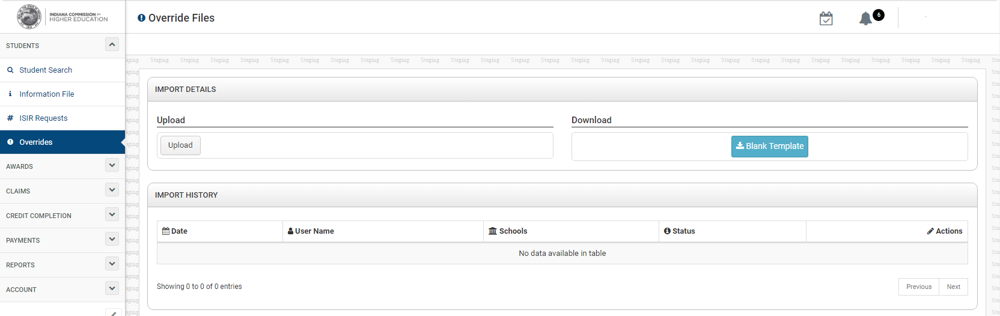 INDIANA COMMISSION for
HIGHER EDUCATION
Override Files
6
STUDENTS
Student Search
Information File
ISIR Requests
Overrides
AWARDS
CLAIMS
CREDIT COMPLETION
PAYMENTS
REPORTS
ACCOUNT
Staging Staging Staging Staging Staging Staging Staging Staging Staging Staging Staging Staging Staging Staging Staging Staging Staging Staging Staging Staging Staging Staging Staging Staging Staging Staging Staging Staging
IMPORT DETAILS
Upload
Upload
Download
Blank Template
IMPORT HISTORY
Date User Name Schools Status Actions
No data available in table
Showing 0 to 0 of 0 entries
Previous Next